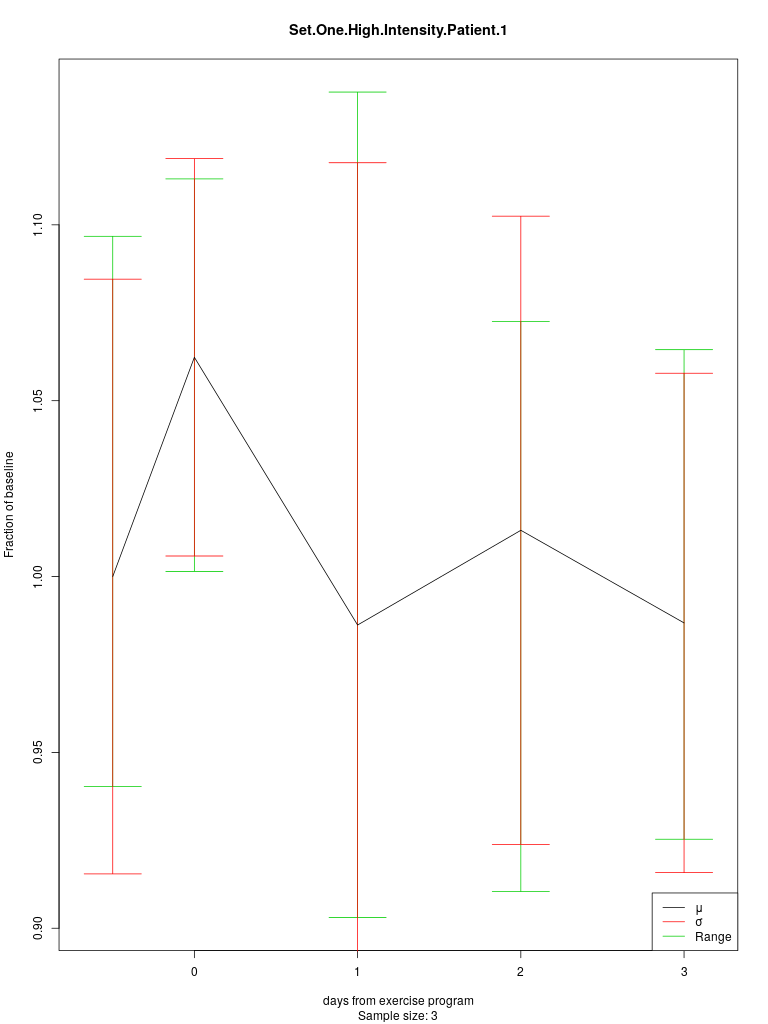 Set.One.High.Intensity.Patient.1
Fraction of baseline
1.10
1.05
1.00
0.95
0.90
0 1 2 3
μ
σ
Range
days from exercise program
Sample size: 3